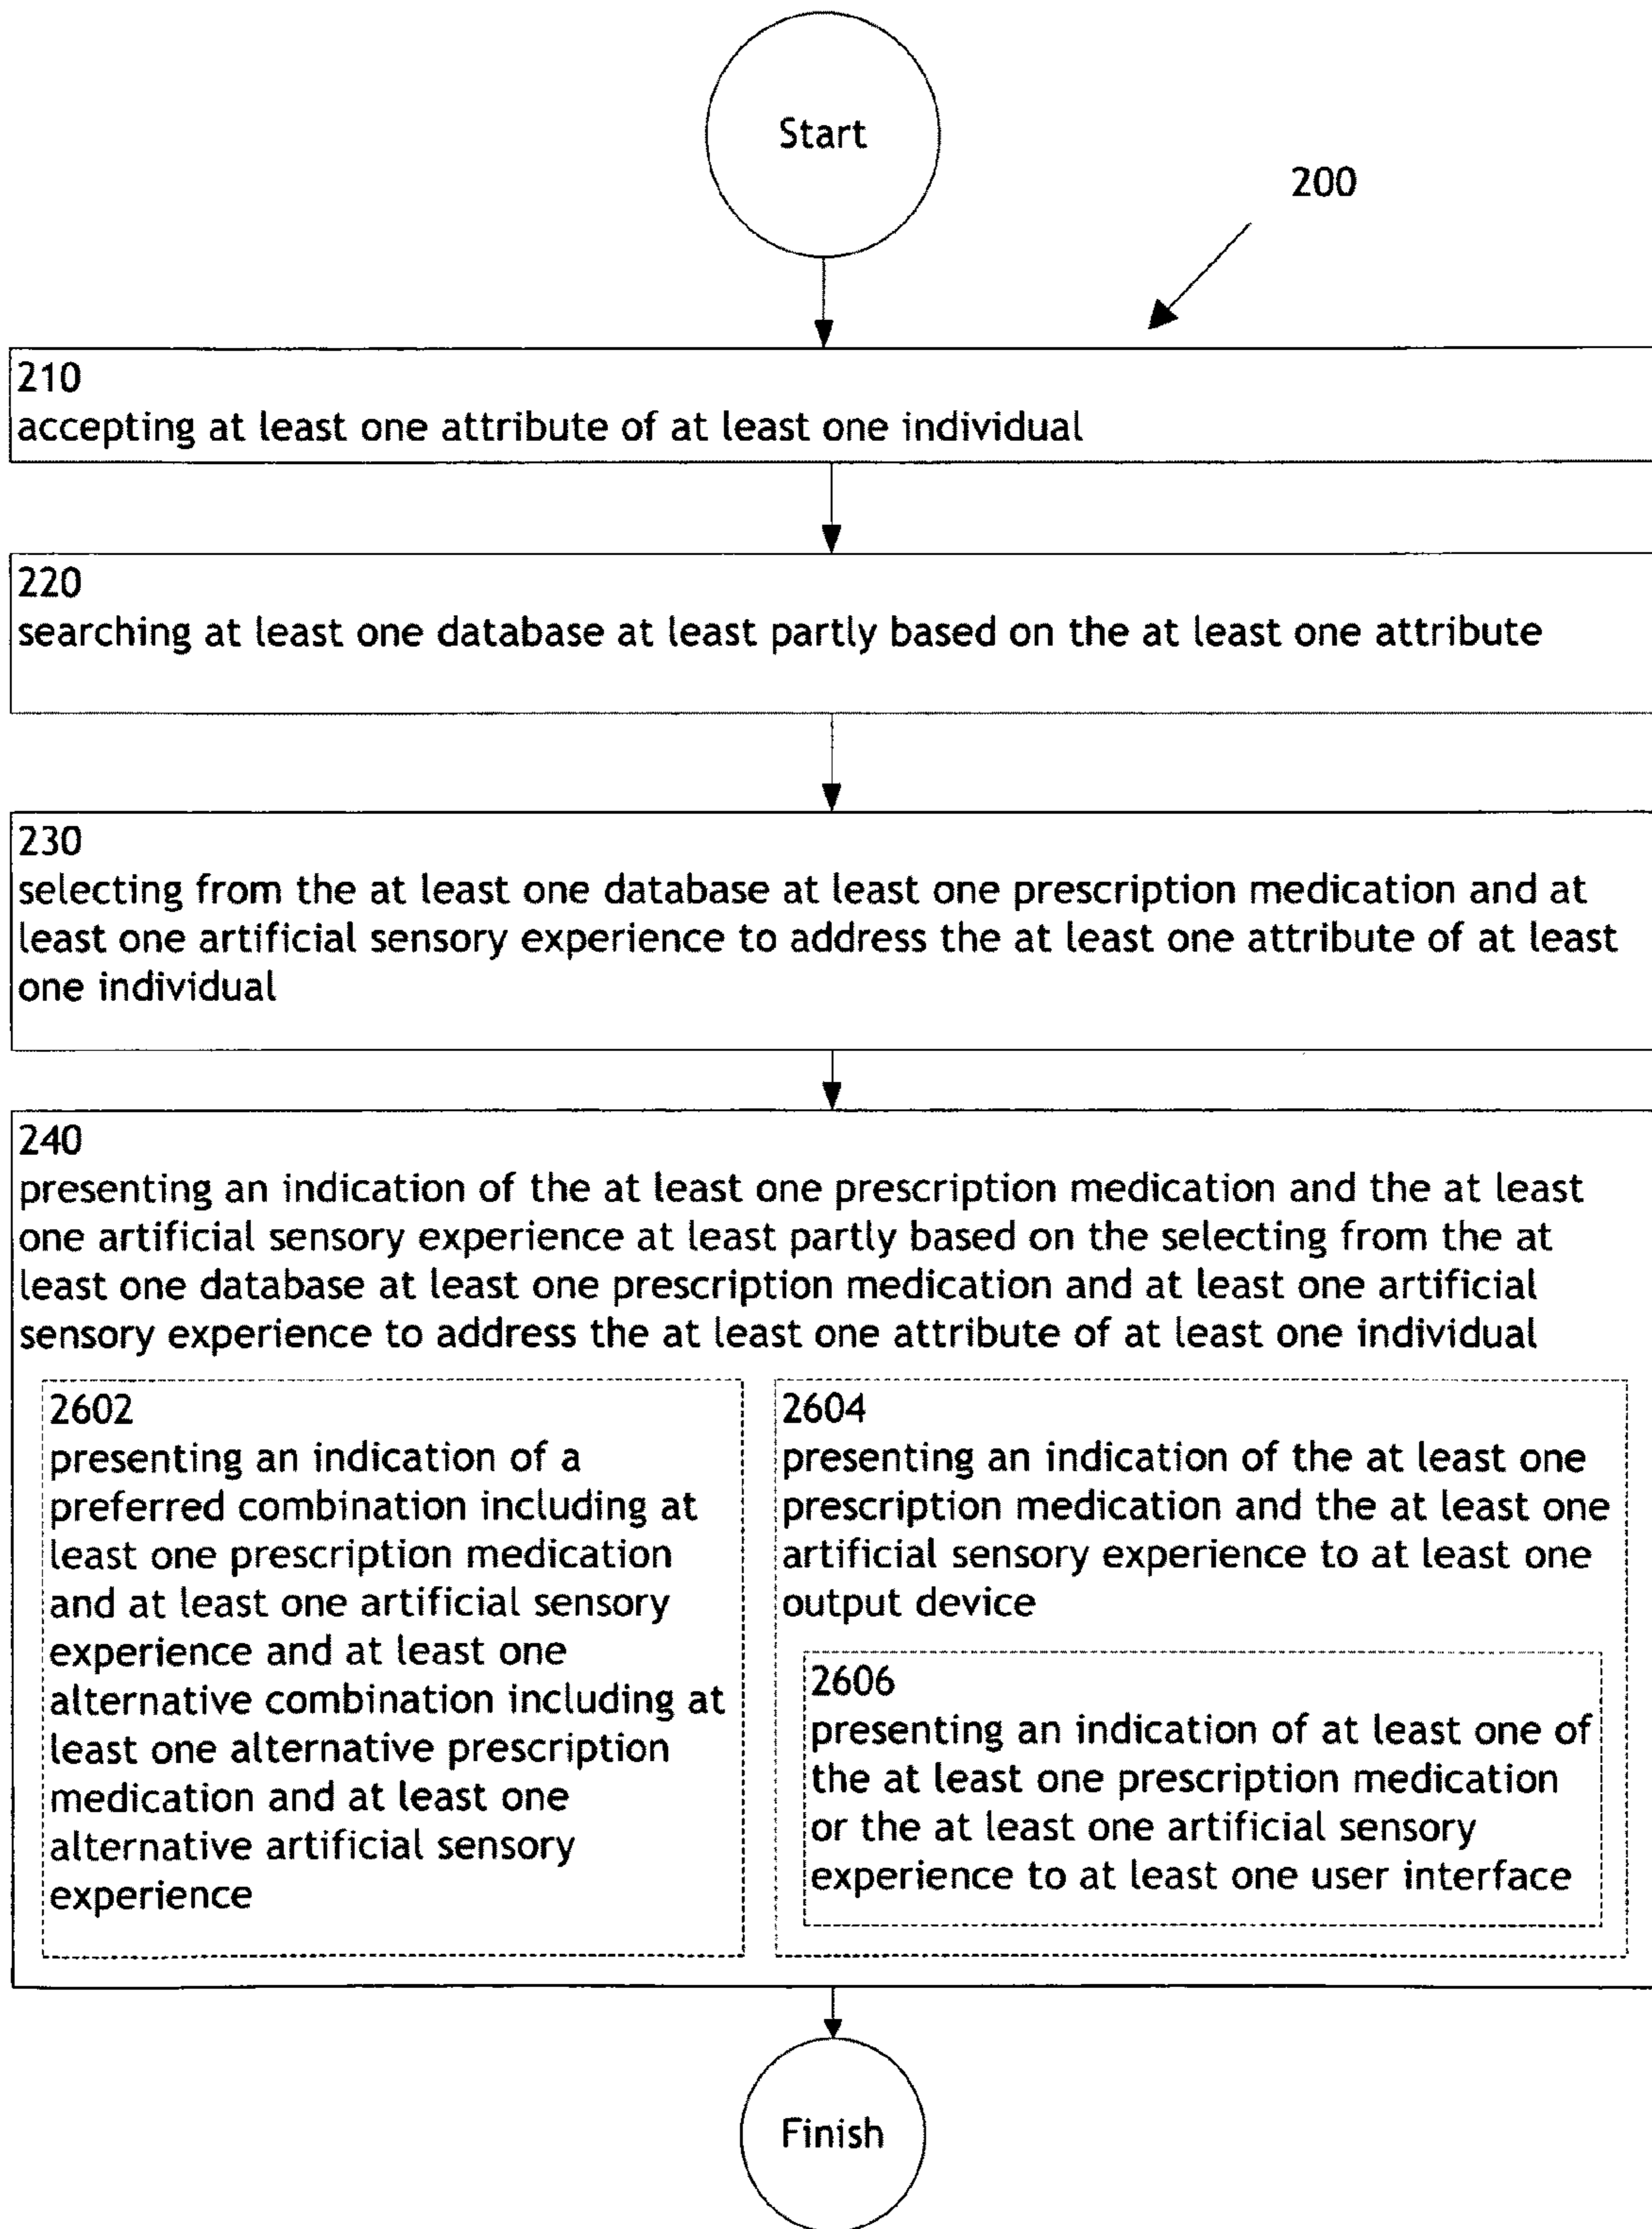 Start
200
210
accepting at least one attribute of at least one individual
220
searching at least one database at least partly based on the at least one attribute
230
selecting from the at least one database at least one prescription medication and at
least one artificial sensory experience to address the at least one attribute of at least
one individual
240
presenting an indication of the at least one prescription medication and the at least
one artificial sensory experience at least partly based on the selecting from the at
least one database at least one prescription medication and at least one artificial
sensory experience to address the at least one attribute of at least one individual
2602
presenting an indication of a
preferred combination including at
least one prescription medication
and at least one artificial sensory
experience and at least one
alternative combination including at
least one alternative prescription
medication and at least one
alternative artificial sensory
experience
2604
presenting an indication of the at least one
prescription medication and the at least one
artificial sensory experience to at least one
output device
2606
presenting an indication of at least one of
the at least one prescription medication
or the at least one artificial sensory
experience to at least one user interface
Finish